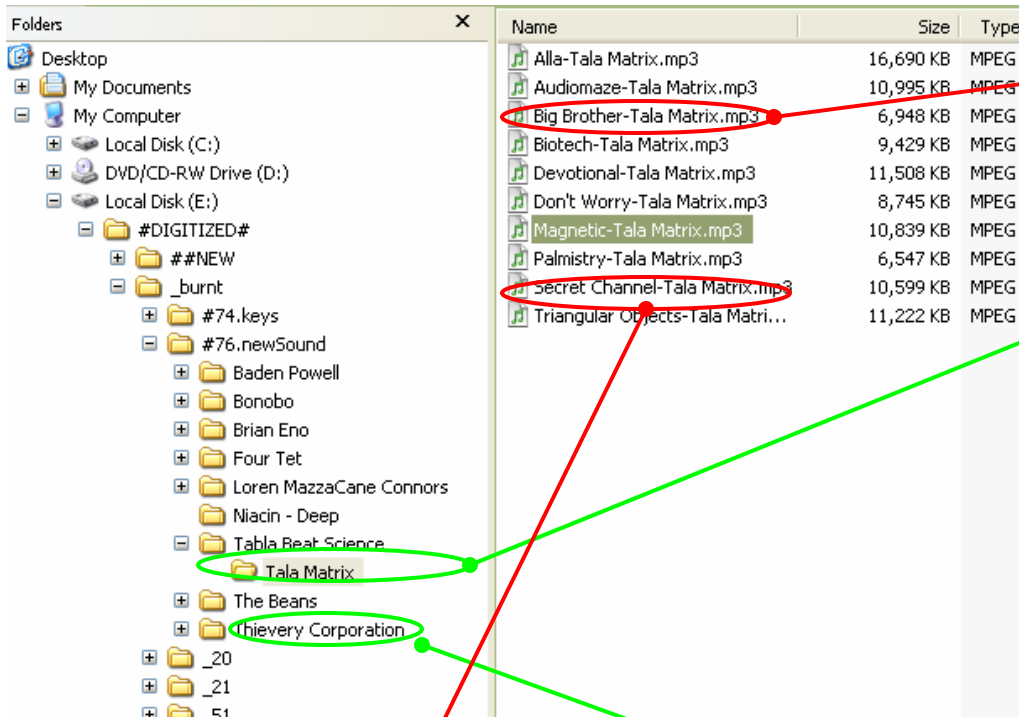 Folders
Desktop
My Documents
My Computer
Local Disk (C:)
DVD/CD-RW Drive (D:)
Local Disk (E:)
#DIGITIZED#
##NEW
_burnt
#74.keys
#76.newSound
Baden Powell
Bonobo
Brian Eno
Four Tet
Loren MazzaCane Connors
Niacin - Deep
Tabla Beat Science
Tala Matrix
The Beans
Thievery Corporation
_20
_21
_51
Name Size Type
Alla-Tala Matrix.mp3 16,690 KB MPEG
Audiomaze-Tala Matrix.mp3 10,995 KB MPEG
Big Brother-Tala Matrix.mp3 6,948 KB MPEG
Biotech-Tala Matrix.mp3 9,429 KB MPEG
Devotional-Tala Matrix.mp3 11,508 KB MPEG
Don't Worry-Tala Matrix.mp3 8,745 KB MPEG
Magnetic-Tala Matrix.mp3 10,839 KB MPEG
Palmistry-Tala Matrix.mp3 6,547 KB MPEG
Secret Channel-Tala Matrix.mp3 10,599 KB MPEG
Triangular Objects-Tala Matri... 11,222 KB MPEG